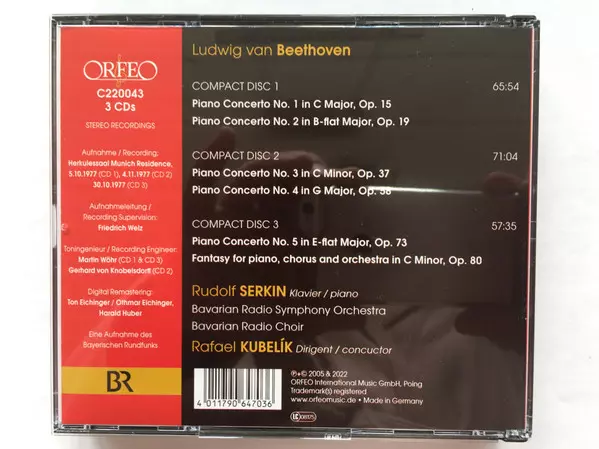 ORFEO
C220043
3 CDs
STEREO RECORDINGS
Aufnahme / Recording:
Herkulessaal Munich Residence,
5.10.1977 (CD 1), 4.11.1977 (CD 2)
30.10.1977 (CD 3)
Aufnahmeleitung /
Recording Supervision:
Friedrich Welz
Toningenieur / Recording Engineer:
Martin Wöhr (CD 1 & CD 3)
Gerhard von Knobelsdorff (CD 2)
Digital Remastering:
Ton Eichinger / Othmar Eichinger,
Harald Huber
Eine Aufnahme des
Bayerischen Rundfunks
BR
Ludwig van Beethoven
COMPACT DISC 1 65:54
Piano Concerto No. 1 in C Major, Op. 15
Piano Concerto No. 2 in B-flat Major, Op. 19
COMPACT DISC 2 71:04
Piano Concerto No. 3 in C Minor, Op. 37
Piano Concerto No. 4 in G Major, Op. 58
COMPACT DISC 3 57:35
Piano Concerto No. 5 in E-flat Major, Op. 73
Fantasy for piano, chorus and orchestra in C Minor, Op. 80
Rudolf SERKIN Klavier / piano
Bavarian Radio Symphony Orchestra
Bavarian Radio Choir
Rafael KUBELÍK Dirigent / concuctor
4 011790 647036
℗+© 2005 & 2022
ORFEO International Music GmbH, Poing
Trademark(s) registered
www.orfeomusic.de • Made in Germany